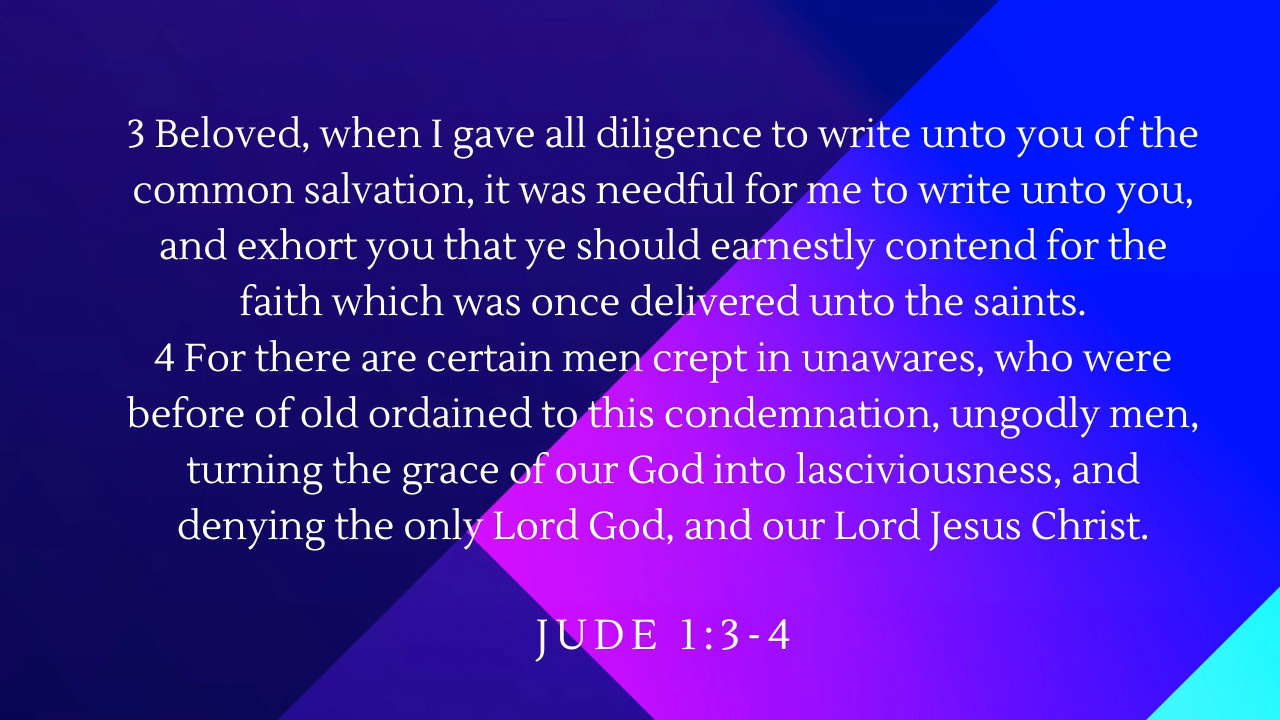 3 Beloved, when I gave all diligence to write unto you of the
common salvation, it was needful for me to write unto you,
and exhort you that ye should earnestly contend for the
faith which was once delivered unto the saints.
4 For there are certain men crept in unawares, who were
before of old ordained to this condemnation, ungodly men,
turning the grace of our God into lasciviousness, and
denying the only Lord God, and our Lord Jesus Christ.
JUDE 1:3-4